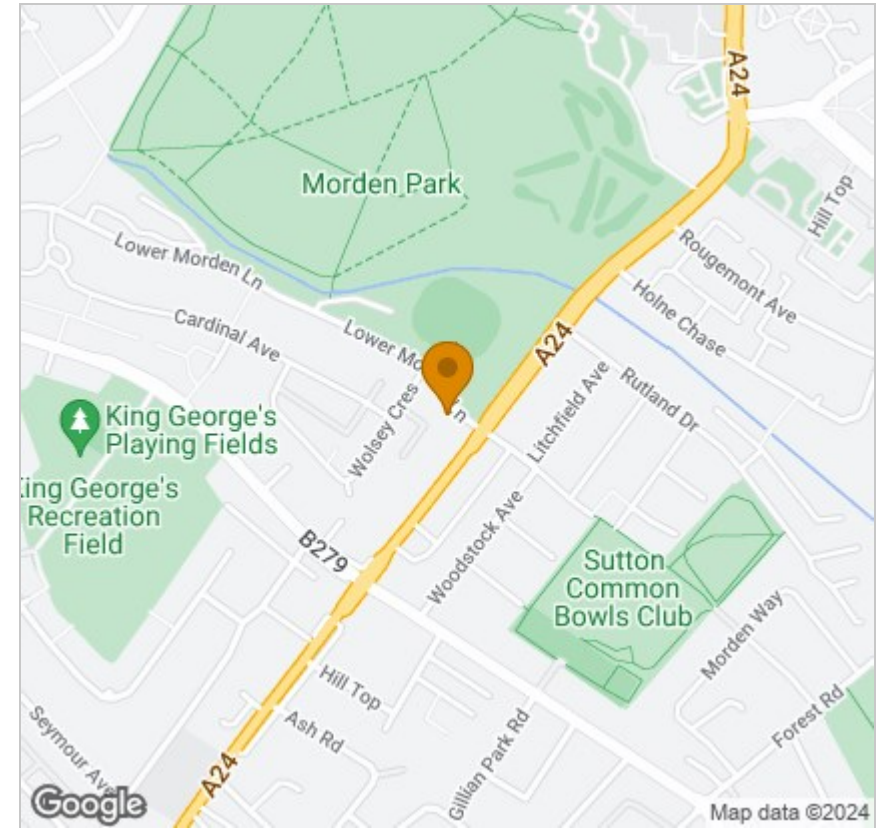 A24
Morden Park
Hill Top
Lower Morden Ln
Rougemont Ave
Holne Chase
Cardinal Ave
Lower Mo
Ln
A24
Wolsey Cres
Litchfield Ave
Rutland Dr
King George's
Playing Fields
King George's
Recreation
Field
B279
Woodstock Ave
Sutton
Common
Bowls Club
Morden Way
Hill Top
Ash Rd
Gillian Park Rd
Forest Rd
Seymour Ave
A24
Google
Map data ©2024